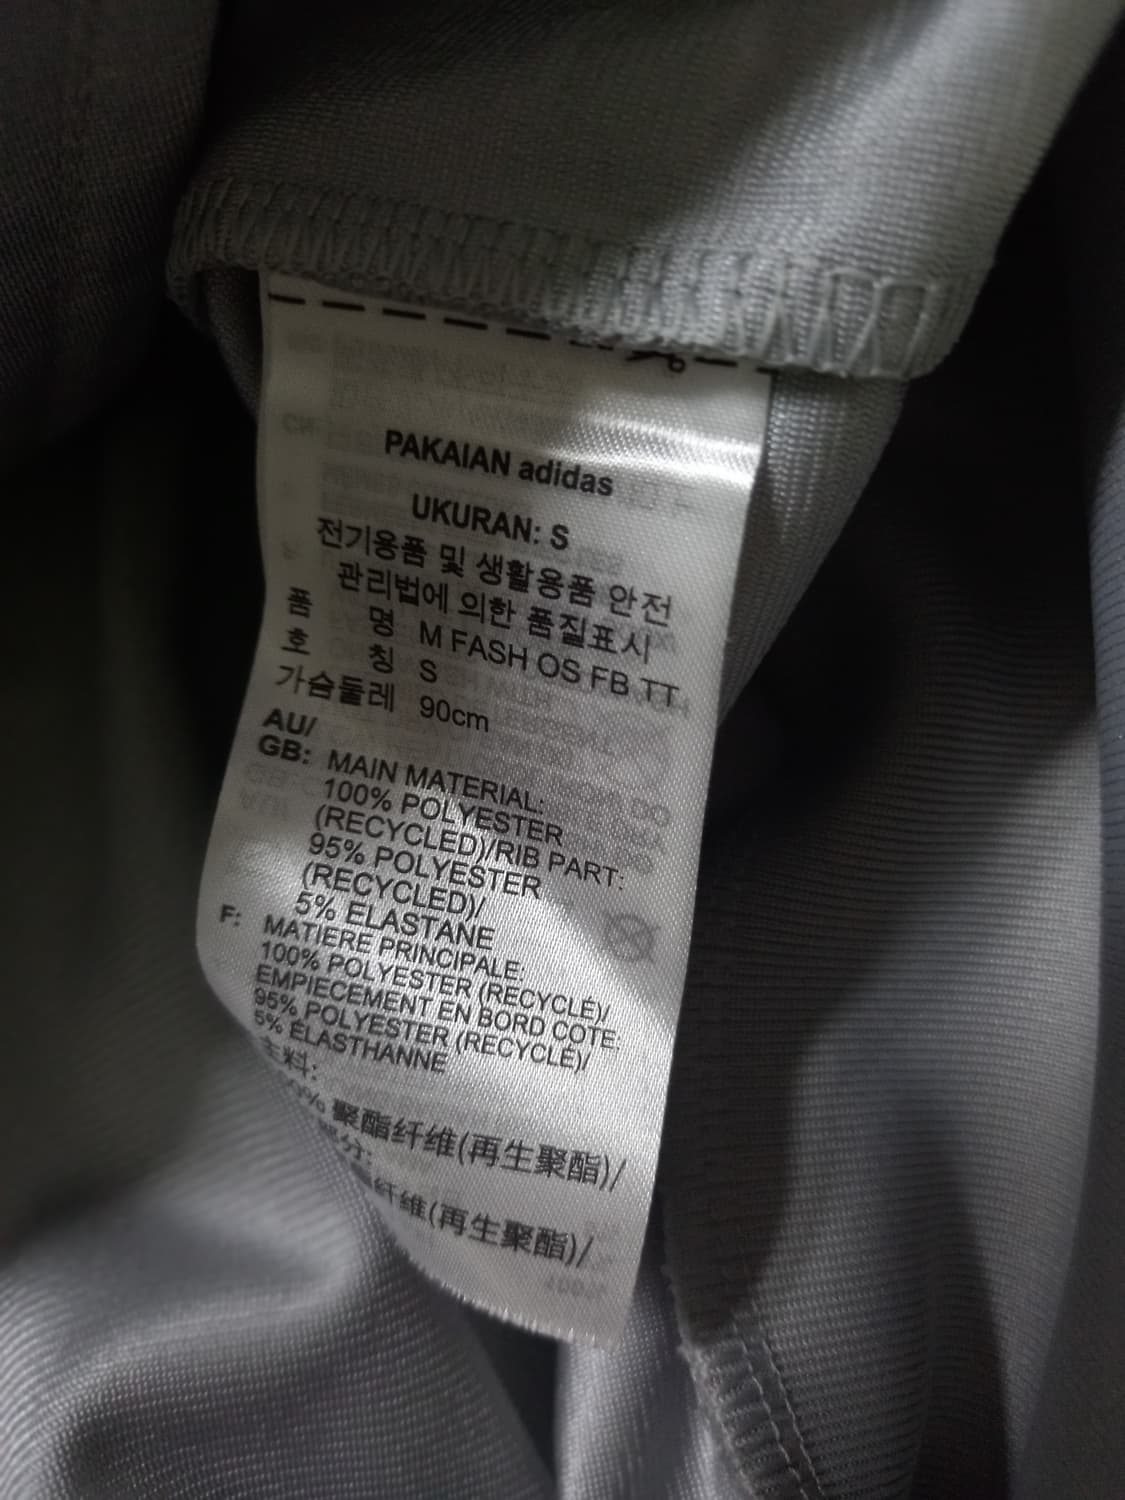 PAKAIAN adidas
UKURAN: S
전기용품 및 생활용품 안전
관리법에 의한 품질표시
품 명 M FASH OS FB TT
호 칭 S
가슴둘레 90cm
AU/
GB: MAIN MATERIAL:
100% POLYESTER
(RECYCLED)/RIB PART:
95% POLYESTER
(RECYCLED)/
5% ELASTANE
F: MATIÈRE PRINCIPALE:
100% POLYESTER (RECYCLÉ)/
EMPIECEMENT EN BORD COTE:
95% POLYESTER (RECYCLÉ)/
5% ÉLASTHANNE
主料:
聚酯纤维(再生聚酯)/
部分:
纤维(再生聚酯)/